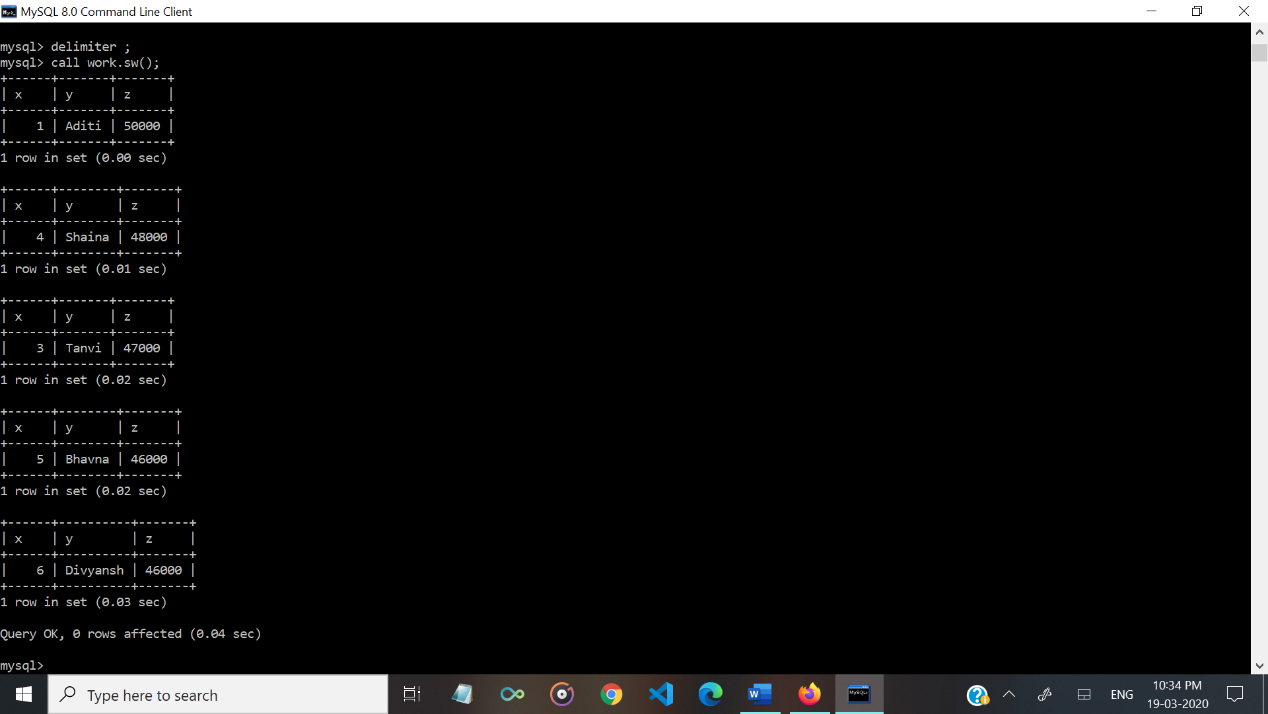 MySQL 8.0 Command Line Client
mysql> delimiter ;
mysql> call work.sw();
+------+-------+-------+
| x    | y     | z     |
+------+-------+-------+
|    1 | Aditi | 50000 |
+------+-------+-------+
1 row in set (0.00 sec)

+------+--------+-------+
| x    | y      | z     |
+------+--------+-------+
|    4 | Shaina | 48000 |
+------+--------+-------+
1 row in set (0.01 sec)

+------+-------+-------+
| x    | y     | z     |
+------+-------+-------+
|    3 | Tanvi | 47000 |
+------+-------+-------+
1 row in set (0.02 sec)

+------+--------+-------+
| x    | y      | z     |
+------+--------+-------+
|    5 | Bhavna | 46000 |
+------+--------+-------+
1 row in set (0.02 sec)

+------+----------+-------+
| x    | y        | z     |
+------+----------+-------+
|    6 | Divyansh | 46000 |
+------+----------+-------+
1 row in set (0.03 sec)

Query OK, 0 rows affected (0.04 sec)

mysql>
Type here to search
ENG
10:34 PM
19-03-2020